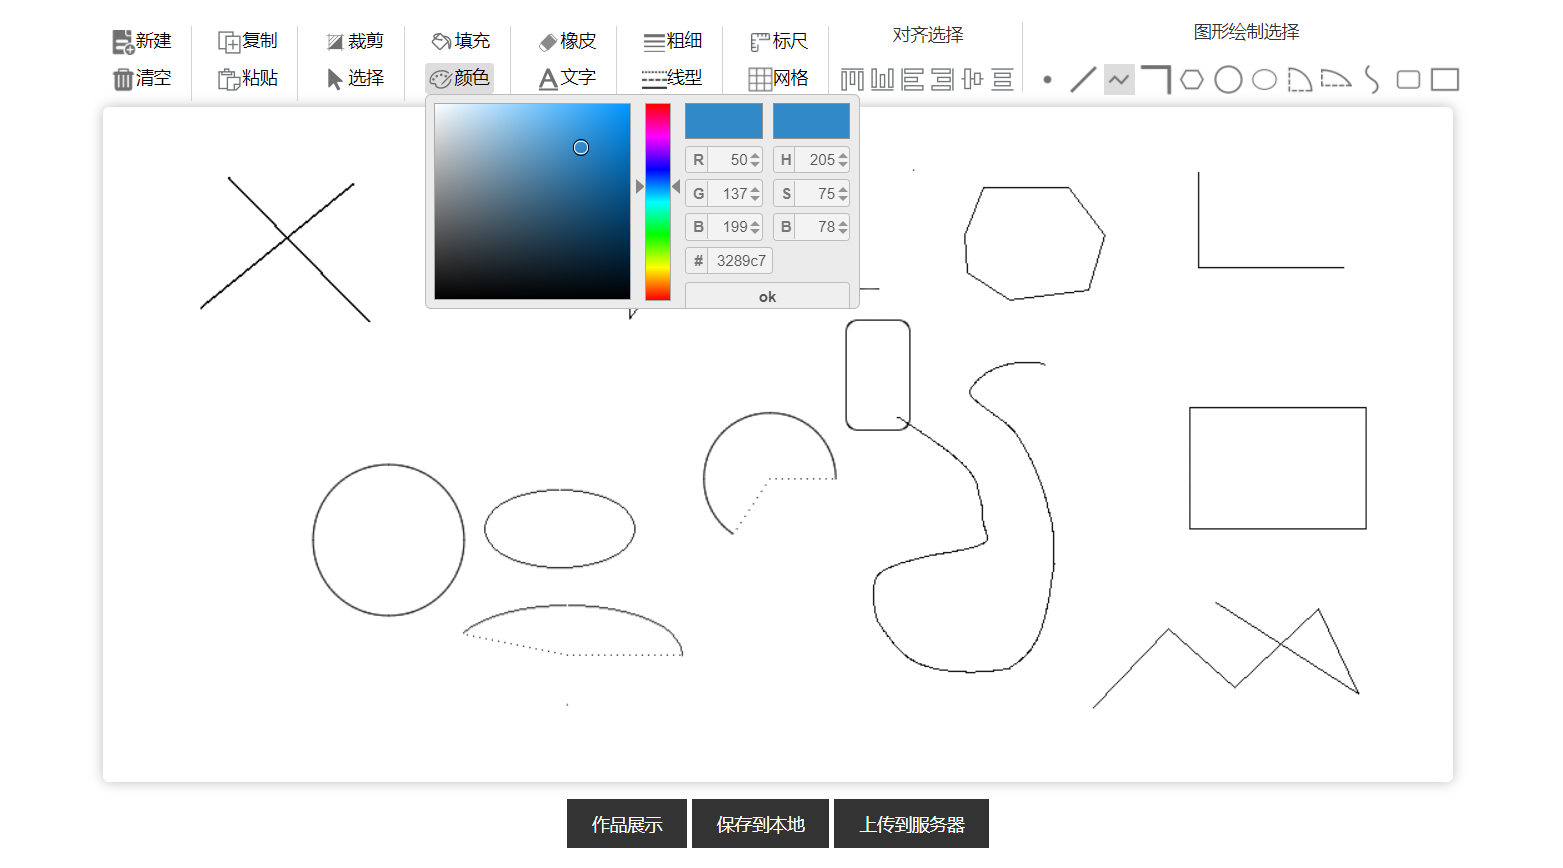 新建 复制 裁剪 填充 橡皮 粗细 标尺 对齐选择 图形绘制选择
清空 粘贴 选择 颜色 文字 线型 网格
R 50 H 205
G 137 S 75
B 199 B 78
# 3289c7
ok
作品展示 保存到本地 上传到服务器